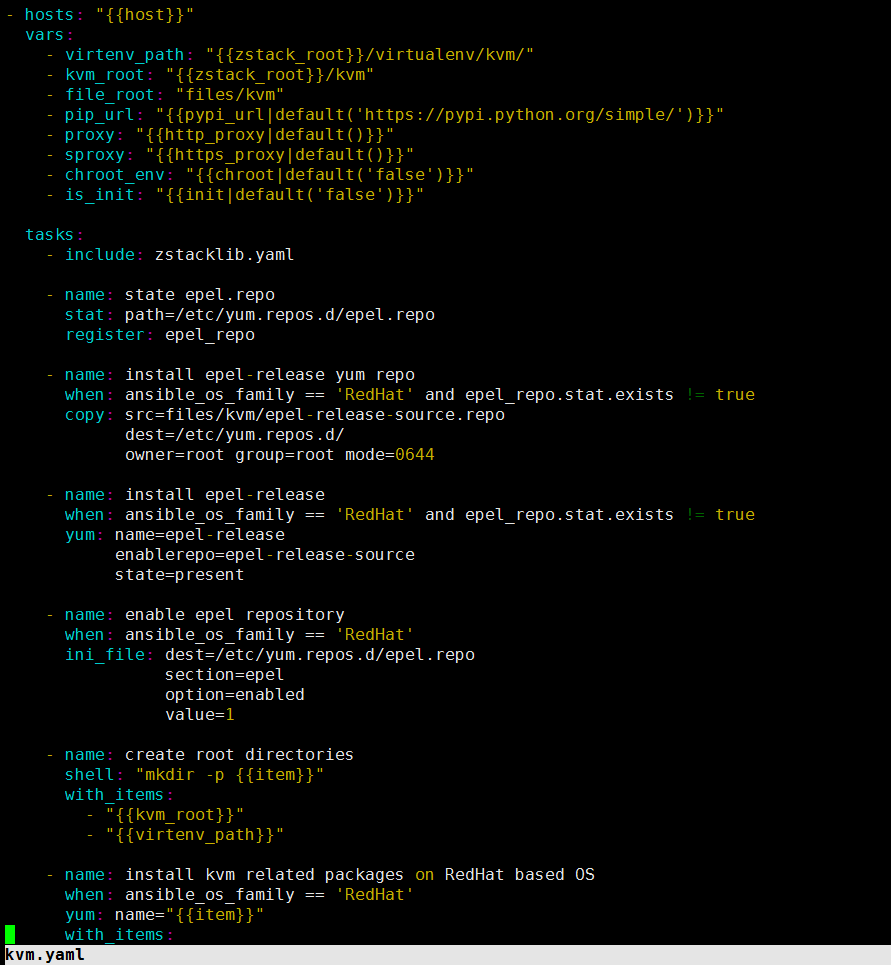 - hosts: "{{host}}"
  vars:
    - virtenv_path: "{{zstack_root}}/virtualenv/kvm/"
    - kvm_root: "{{zstack_root}}/kvm"
    - file_root: "files/kvm"
    - pip_url: "{{pypi_url|default('https://pypi.python.org/simple/')}}"
    - proxy: "{{http_proxy|default()}}"
    - sproxy: "{{https_proxy|default()}}"
    - chroot_env: "{{chroot|default('false')}}"
    - is_init: "{{init|default('false')}}"

  tasks:
    - include: zstacklib.yaml

    - name: state epel.repo
      stat: path=/etc/yum.repos.d/epel.repo
      register: epel_repo

    - name: install epel-release yum repo
      when: ansible_os_family == 'RedHat' and epel_repo.stat.exists != true
      copy: src=files/kvm/epel-release-source.repo
            dest=/etc/yum.repos.d/
            owner=root group=root mode=0644

    - name: install epel-release
      when: ansible_os_family == 'RedHat' and epel_repo.stat.exists != true
      yum: name=epel-release
           enablerepo=epel-release-source
           state=present

    - name: enable epel repository
      when: ansible_os_family == 'RedHat'
      ini_file: dest=/etc/yum.repos.d/epel.repo
                section=epel
                option=enabled
                value=1

    - name: create root directories
      shell: "mkdir -p {{item}}"
      with_items:
        - "{{kvm_root}}"
        - "{{virtenv_path}}"

    - name: install kvm related packages on RedHat based OS
      when: ansible_os_family == 'RedHat'
      yum: name="{{item}}"
      with_items:
kvm.yaml